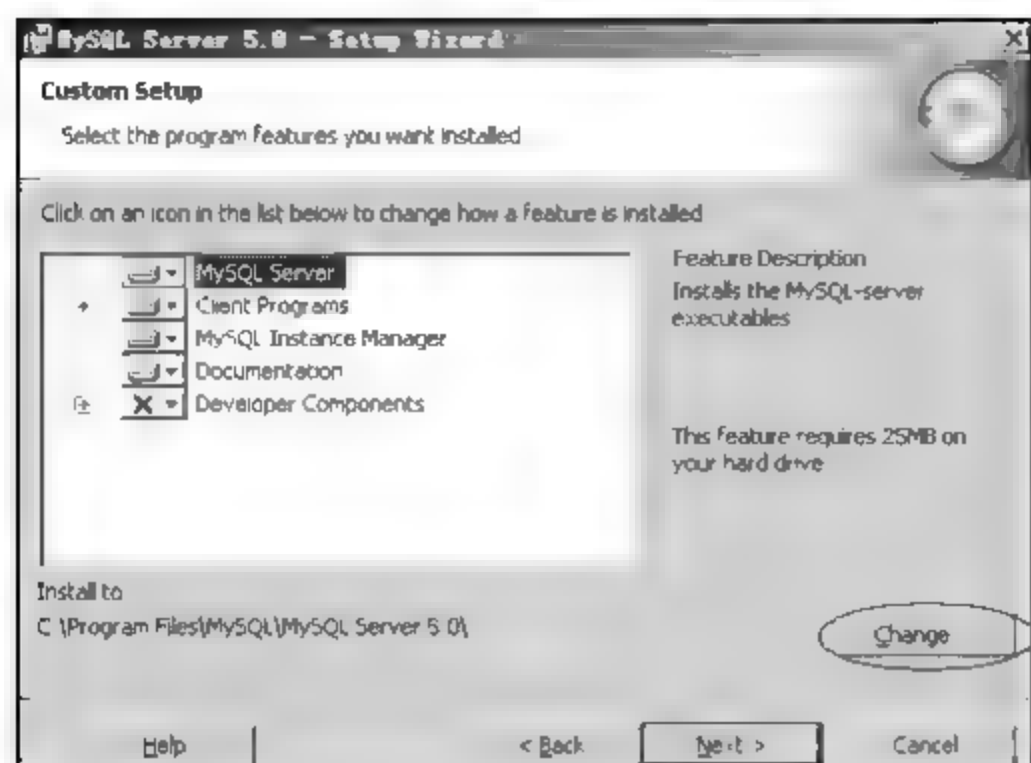 MySQL Server 5.0 - Setup Wizard
Custom Setup
Select the program features you want installed
Click on an icon in the list below to change how a feature is installed
MySQL Server
Client Programs
MySQL Instance Manager
Documentation
Developer Components
Feature Description
Installs the MySQL-server
executables
This feature requires 25MB on
your hard drive
Install to
C:\Program Files\MySQL\MySQL Server 5.0\
Change
Help
< Back
Next >
Cancel